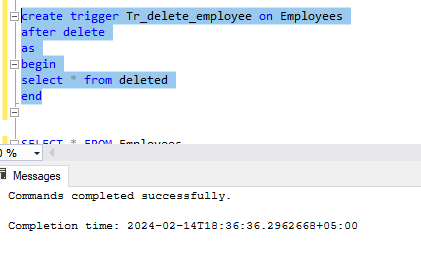 create trigger Tr_delete_employee on Employees
after delete
as
begin
select * from deleted
end
SELECT * FROM Employees
0 %
Messages
Commands completed successfully.
Completion time: 2024-02-14T18:36:36.2962668+05:00